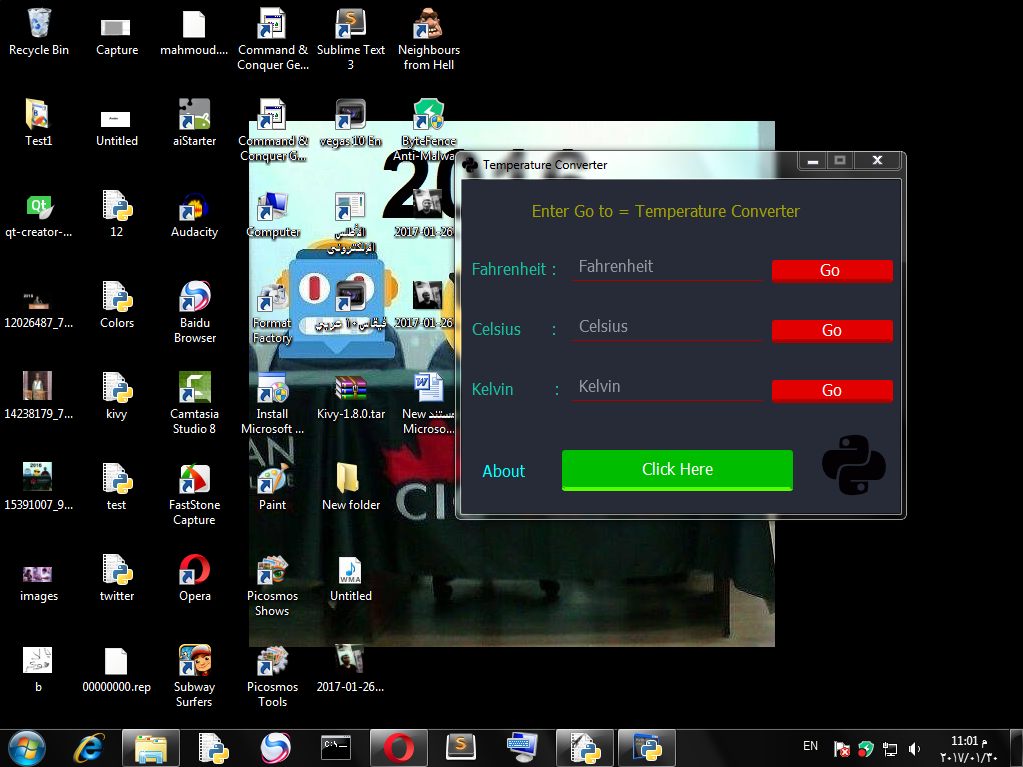 Recycle Bin
Capture
mahmoud....
Command &
Conquer Ge...
Sublime Text
3
Neighbours
from Hell
Test1
Untitled
aiStarter
Command &
Conquer G...
vegas 10 En
ByteFence
Anti-Malwa
Temperature Converter
Enter Go to = Temperature Converter
qt-creator-...
12
Audacity
Computer
الأطلس
الإلكترونى
2017-01-26
Fahrenheit :
Fahrenheit
Go
12026487_7...
Colors
Baidu
Browser
Format
Factory
فيغاس ١٠ عربي
2017-01-26
Celsius :
Celsius
Go
14238179_7...
kivy
Camtasia
Studio 8
Install
Microsoft ...
Kivy-1.8.0.tar
New مستند
Microso...
Kelvin :
Kelvin
Go
About
Click Here
15391007_9...
test
FastStone
Capture
Paint
New folder
images
twitter
Opera
Picosmos
Shows
WMA
Untitled
b
00000000.rep
Subway
Surfers
Picosmos
Tools
2017-01-26...
EN
11:01 م
٢٠١٧/٠١/٣٠